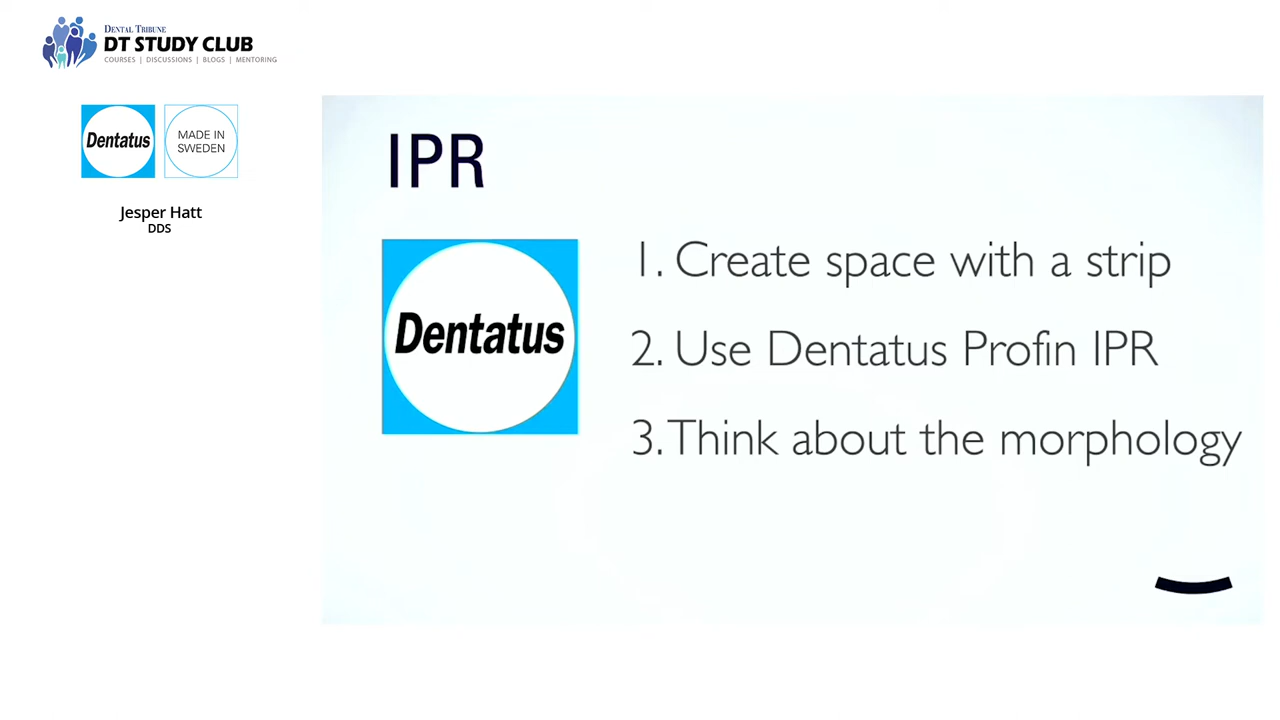 DENTAL TRIBUNE
DT STUDY CLUB
COURSES | DISCUSSIONS | BLOGS | MENTORING
Dentatus
MADE IN
SWEDEN
Jesper Hatt
DDS
IPR
Dentatus
1. Create space with a strip
2. Use Dentatus Profin IPR
3. Think about the morphology